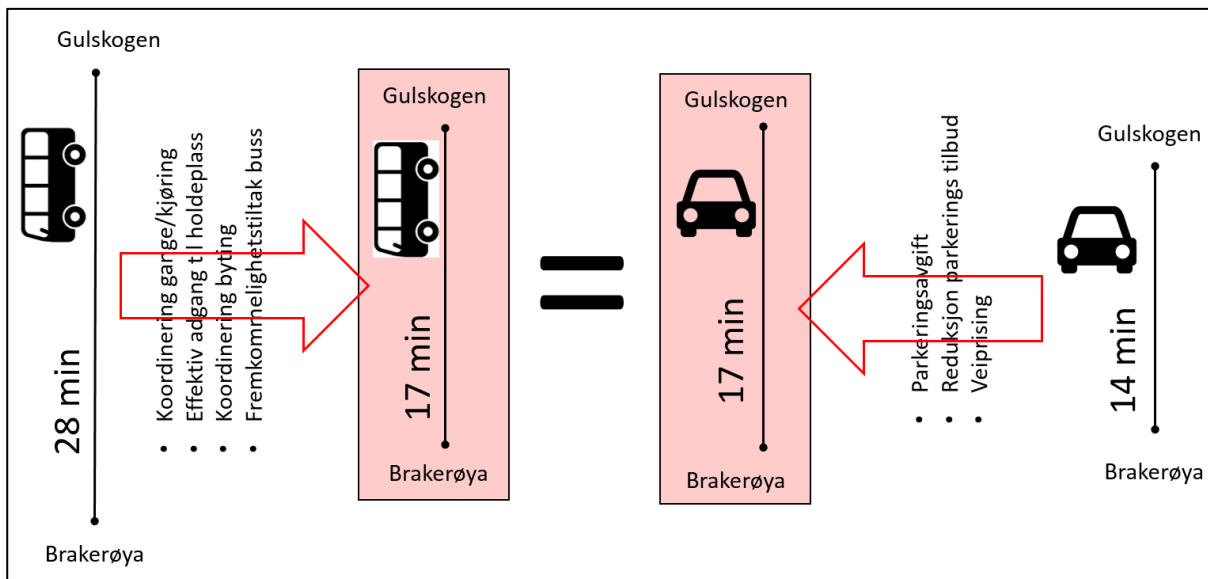 Gulskogen
28 min
Brakerøya
• Koordinering gange/kjøring
• Effektiv adgang til holdeplass
• Koordinering byting
• Fremkommelighetstiltak buss
Gulskogen
17 min
Brakerøya
=
Gulskogen
17 min
Brakerøya
• Parkeringsavgift
• Reduksjon parkerings tilbud
• Veiprising
Gulskogen
14 min
Brakerøya